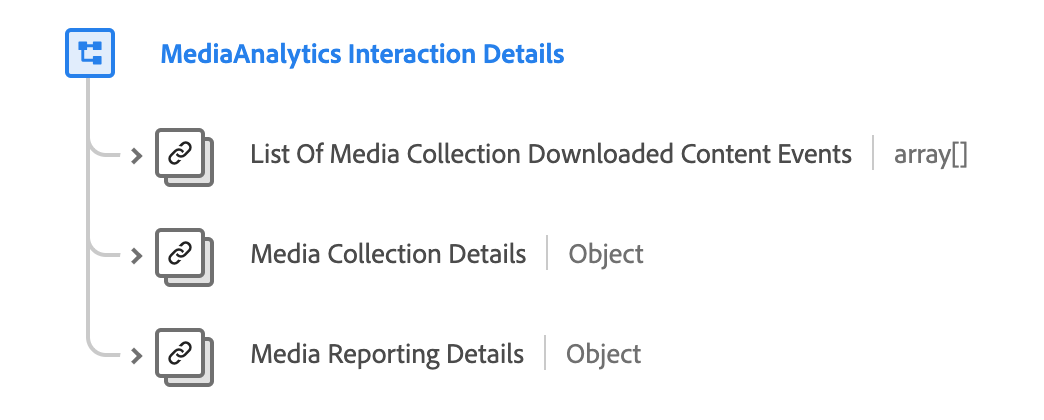 MediaAnalytics Interaction Details
List Of Media Collection Downloaded Content Events | array[]
Media Collection Details | Object
Media Reporting Details | Object